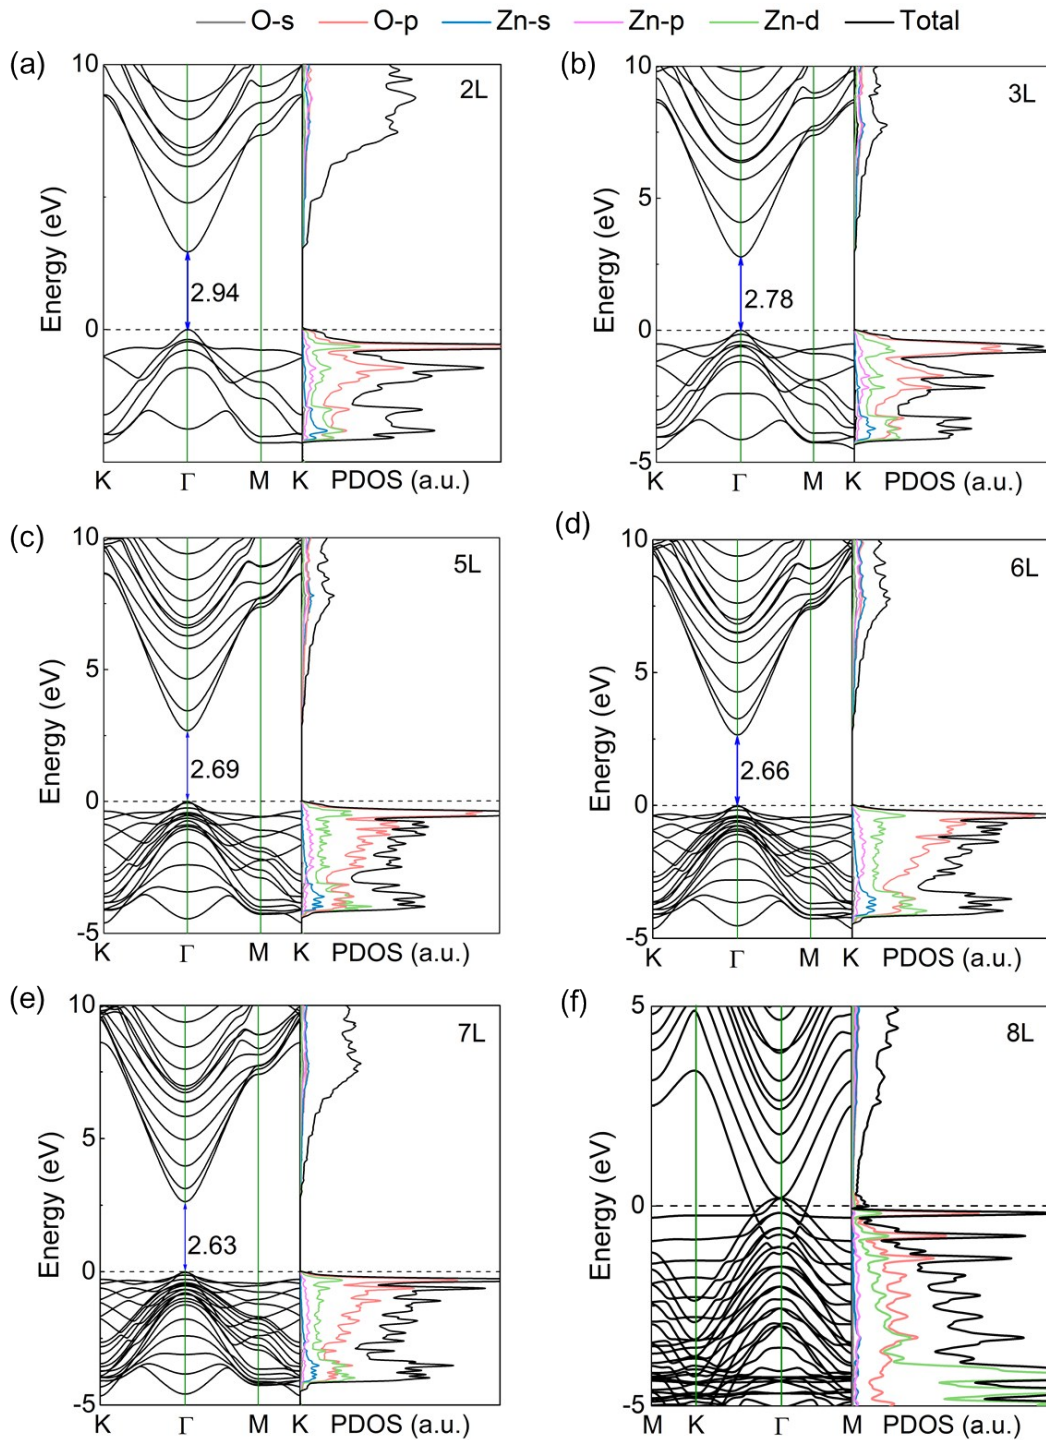 O-s O-p Zn-s Zn-p Zn-d Total
(a)
10
5
0
Energy (eV)
2L
2.94
K Γ M K PDOS (a.u.)
(b)
10
5
0
-5
Energy (eV)
3L
2.78
K Γ M K PDOS (a.u.)
(c)
10
5
0
-5
Energy (eV)
5L
2.69
K Γ M K PDOS (a.u.)
(d)
10
5
0
-5
Energy (eV)
6L
2.66
K Γ M K PDOS (a.u.)
(e)
10
5
0
-5
Energy (eV)
7L
2.63
K Γ M K PDOS (a.u.)
(f)
5
0
-5
Energy (eV)
8L
M K Γ M PDOS (a.u.)